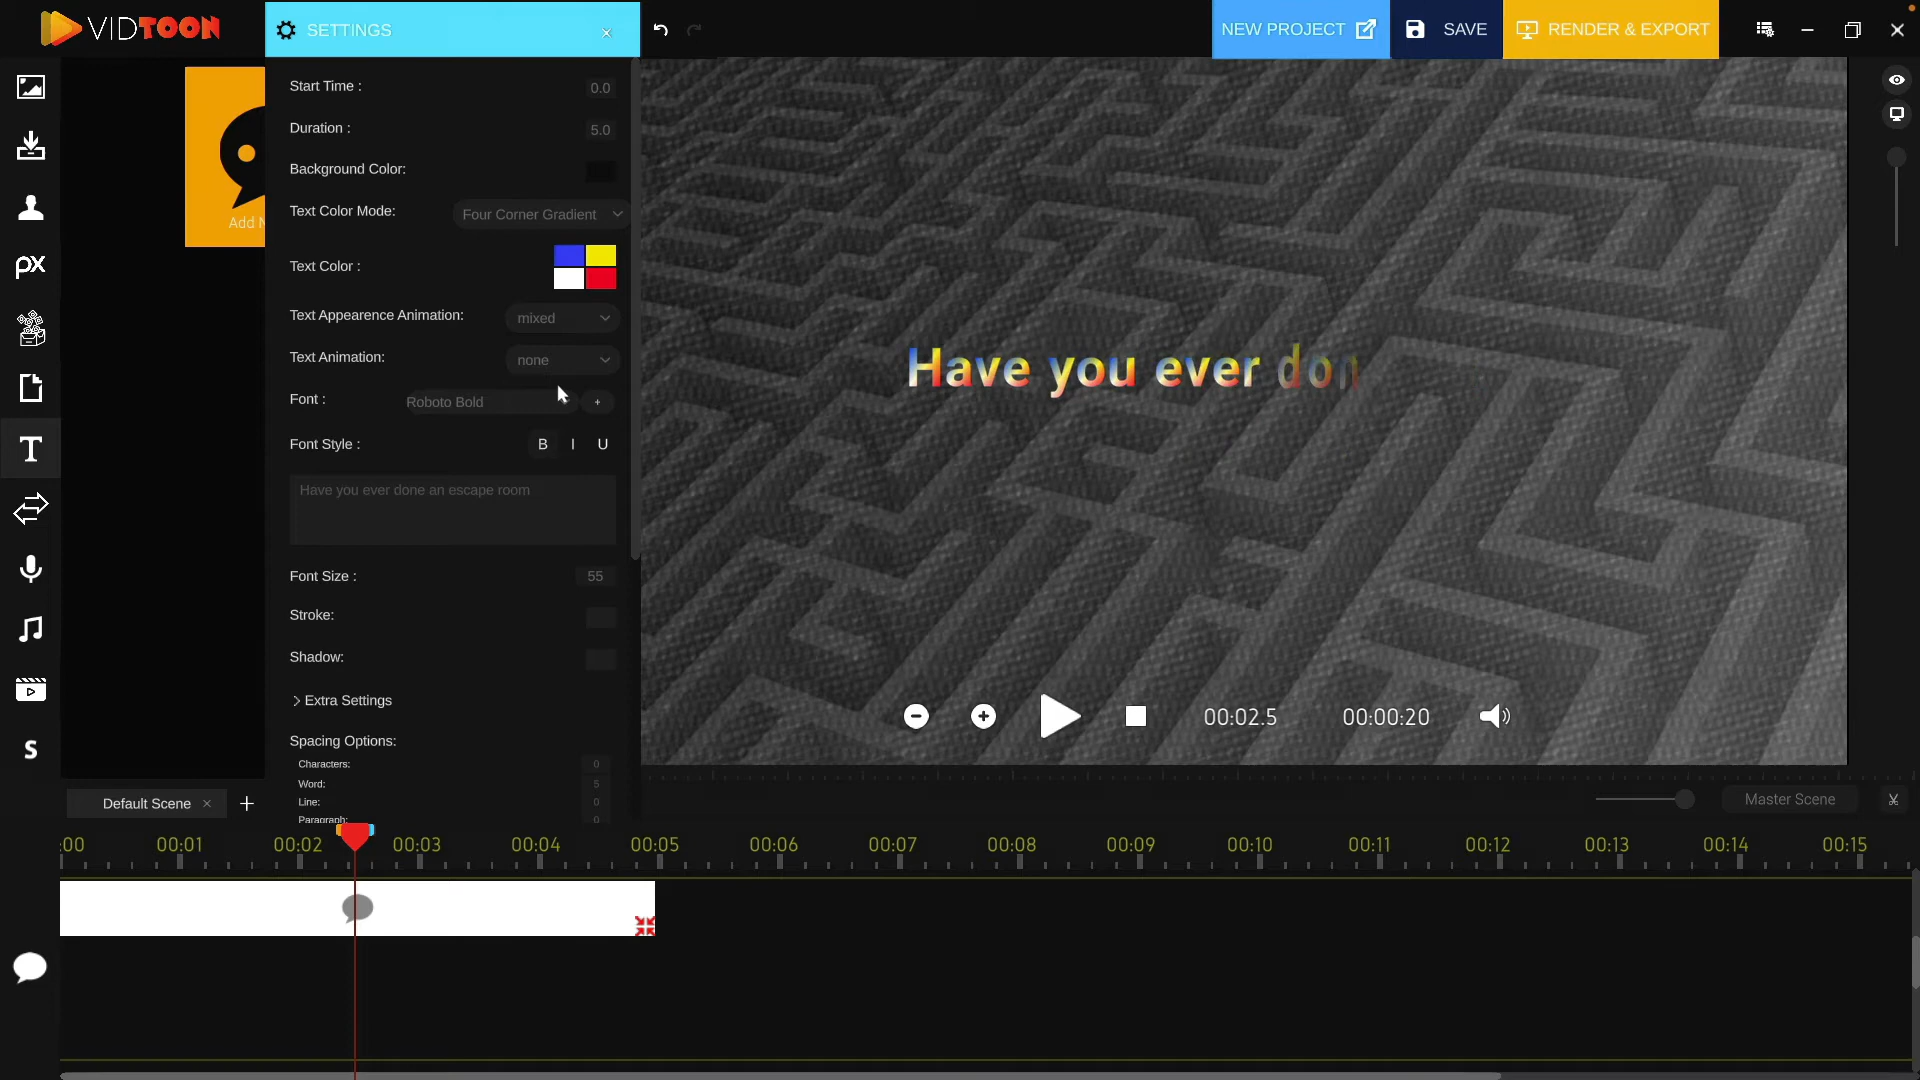 VIDTOON
SETTINGS
×
NEW PROJECT
SAVE
RENDER & EXPORT
Start Time :
0.0
Duration :
5.0
Background Color:
Text Color Mode:
Four Corner Gradient
Add N
px
Text Color :
Text Appearence Animation:
mixed
Text Animation:
none
Have you ever don
Font :
Roboto Bold
+
Font Style :
B I U
T
Have you ever done an escape room
Font Size :
55
Stroke:
Shadow:
> Extra Settings
00:02.5
00:00:20
Spacing Options:
S
Characters:
0
Word:
5
Line:
0
Paragraph:
0
Default Scene × +
Master Scene
:00 00:01 00:02 00:03 00:04 00:05 00:06 00:07 00:08 00:09 00:10 00:11 00:12 00:13 00:14 00:15